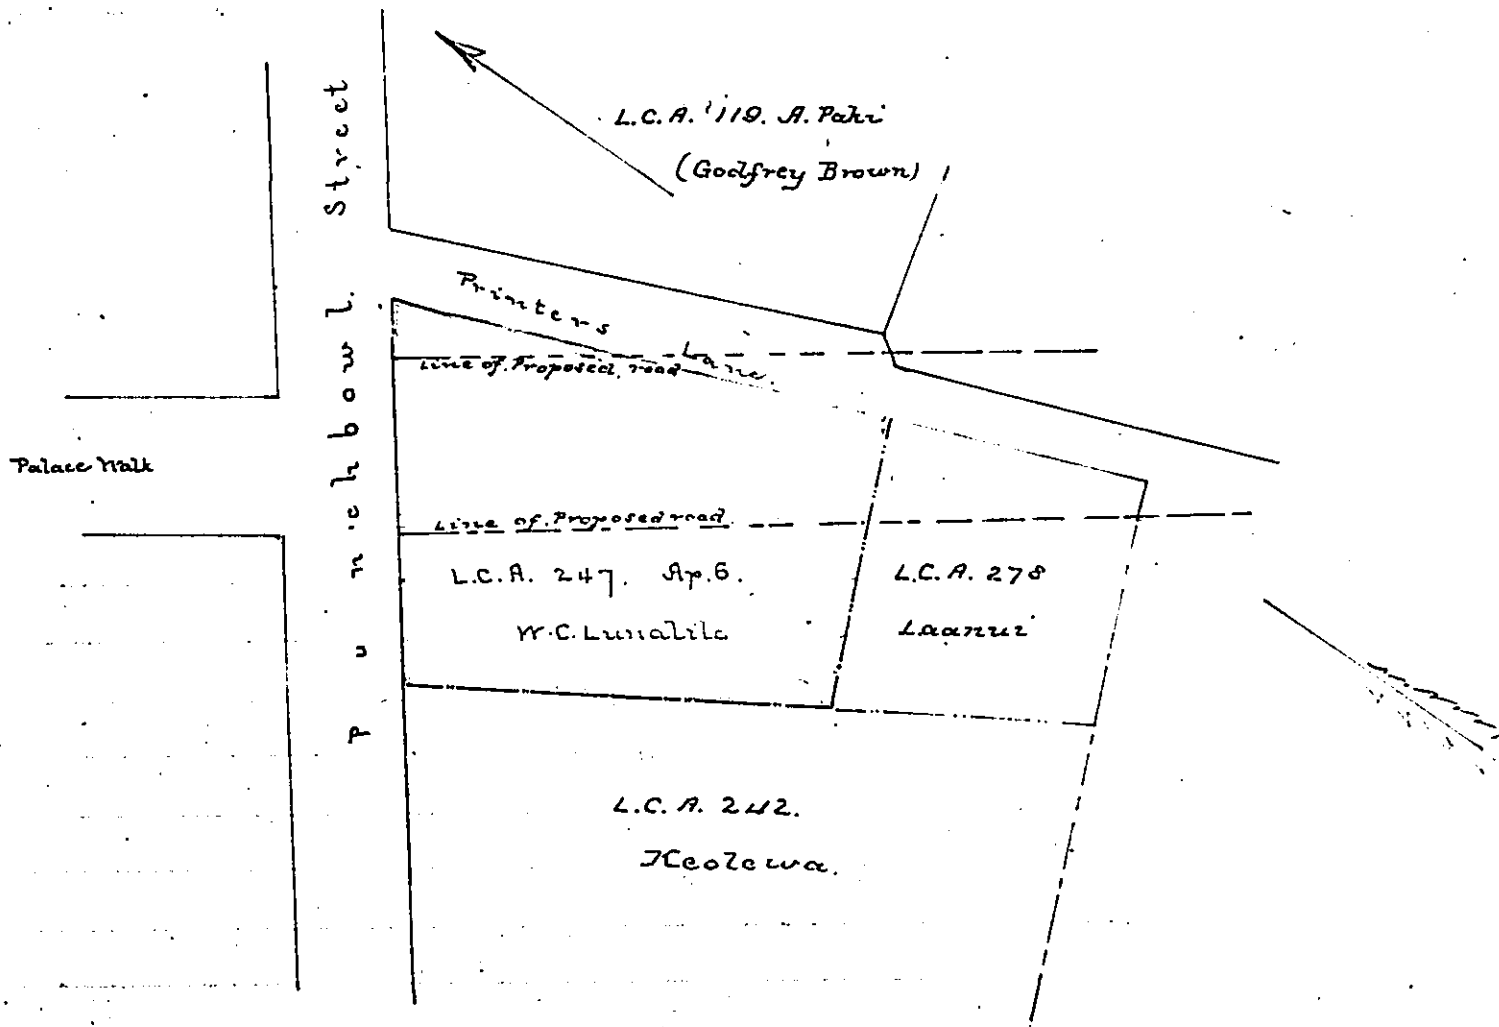 L.C.A. 119. A. Paki
(Godfrey Brown)
Punchbowl Street
Printers Lane.
Line of Proposed road
Palace Walk
Line of Proposed road
L.C.A. 247. Ap. 6.
W.C. Lunalilo
L.C.A. 278
Laanui
L.C.A. 242.
Keolewa.